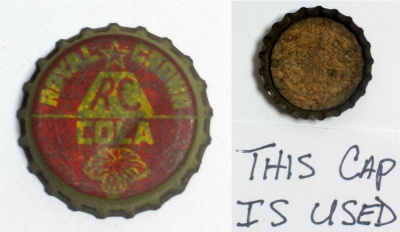 ROYAL CROWN
RC
COLA
THIS CAP
IS USED